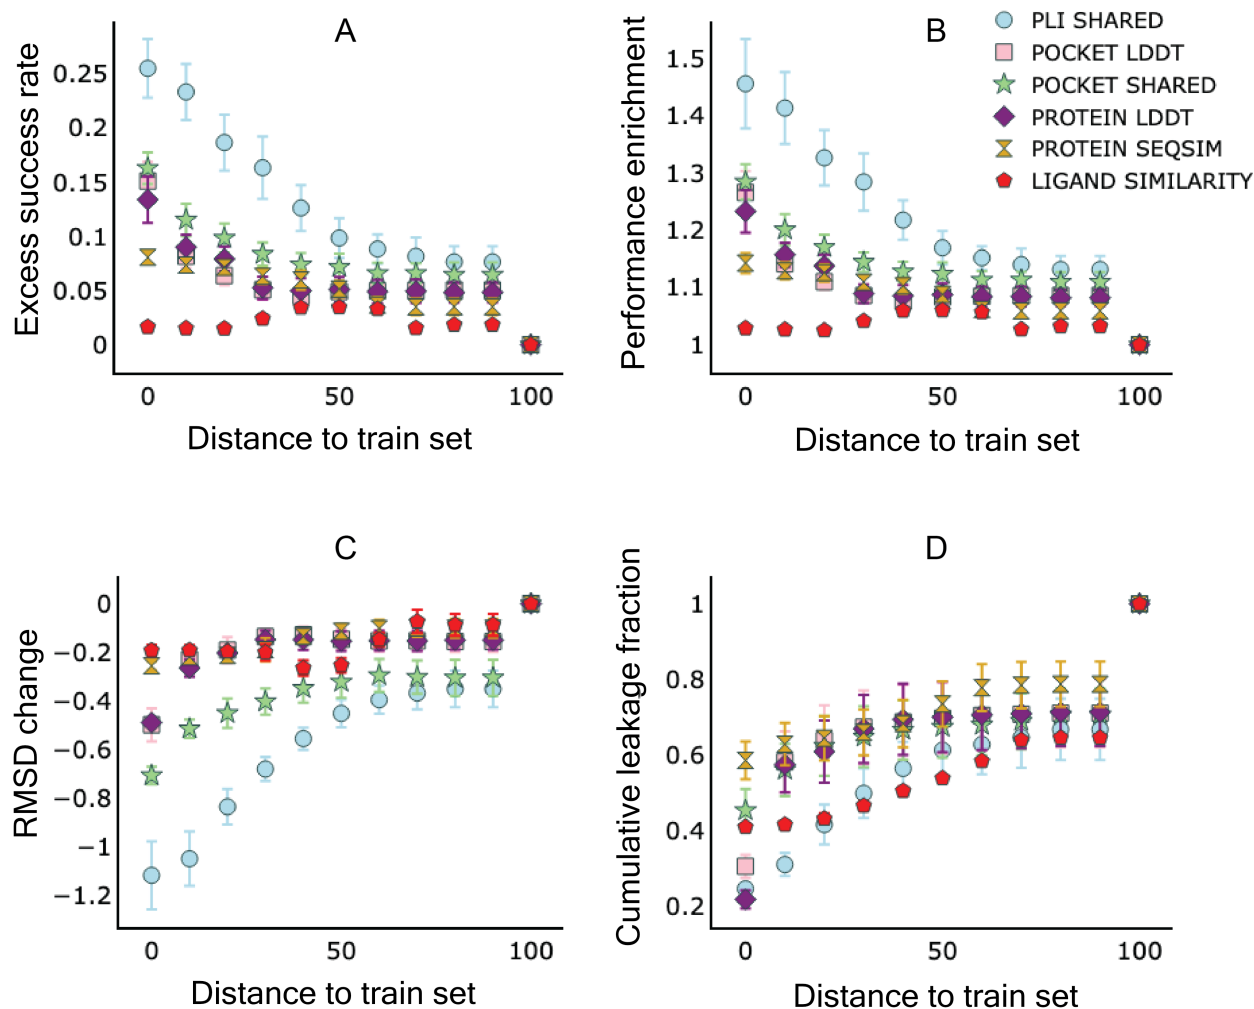 A
Excess success rate
0.25
0.2
0.15
0.1
0.05
0
0
50
100
Distance to train set
B
Performance enrichment
1.5
1.4
1.3
1.2
1.1
1
0
50
100
Distance to train set
PLI SHARED
POCKET LDDT
POCKET SHARED
PROTEIN LDDT
PROTEIN SEQSIM
LIGAND SIMILARITY
C
RMSD change
0
−0.2
−0.4
−0.6
−0.8
−1
−1.2
0
50
100
Distance to train set
D
Cumulative leakage fraction
1
0.8
0.6
0.4
0.2
0
50
100
Distance to train set